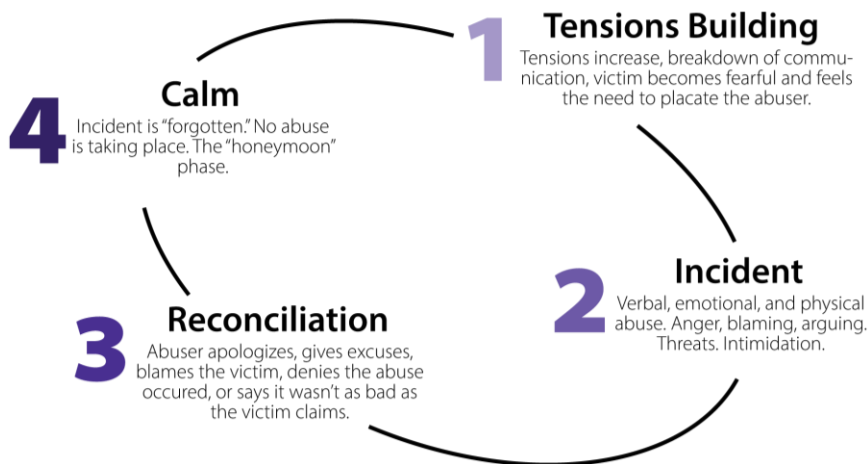 1
Tensions Building
Tensions increase, breakdown of commu-
nication, victim becomes fearful and feels
the need to placate the abuser.
2
Incident
Verbal, emotional, and physical
abuse. Anger, blaming, arguing.
Threats. Intimidation.
3
Reconciliation
Abuser apologizes, gives excuses,
blames the victim, denies the abuse
occured, or says it wasn't as bad as
the victim claims.
4
Calm
Incident is "forgotten." No abuse
is taking place. The "honeymoon"
phase.